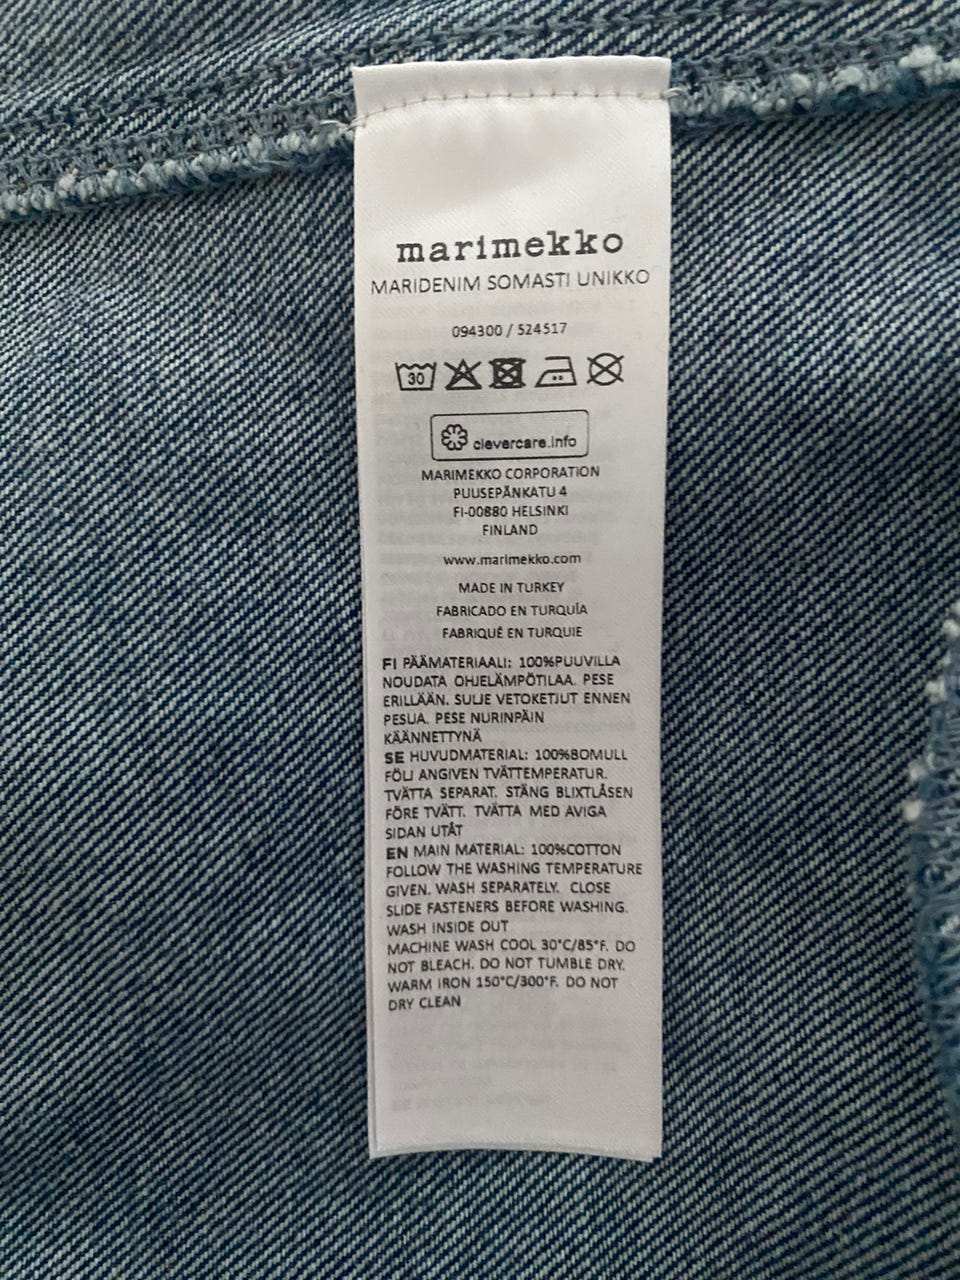 marimekko
MARIDENIM SOMASTI UNIKKO
094300 / 524517
30
clevercare.info
MARIMEKKO CORPORATION
PUUSEPÄNKATU 4
FI-00880 HELSINKI
FINLAND
www.marimekko.com
MADE IN TURKEY
FABRICADO EN TURQUÍA
FABRIQUÉ EN TURQUIE
FI PÄÄMATERIAALI: 100%PUUVILLA
NOUDATA OHJELÄMPÖTILAA. PESE
ERILLÄÄN. SULJE VETOKETJUT ENNEN
PESUA. PESE NURINPÄIN
KÄÄNNETTYNÄ
SE HUVUDMATERIAL: 100%BOMULL
FÖLJ ANGIVEN TVÄTTEMPERATUR.
TVÄTTA SEPARAT. STÄNG BLIXTLÅSEN
FÖRE TVÄTT. TVÄTTA MED AVIGA
SIDAN UTÅT
EN MAIN MATERIAL: 100%COTTON
FOLLOW THE WASHING TEMPERATURE
GIVEN. WASH SEPARATELY. CLOSE
SLIDE FASTENERS BEFORE WASHING.
WASH INSIDE OUT
MACHINE WASH COOL 30°C/85°F. DO
NOT BLEACH. DO NOT TUMBLE DRY.
WARM IRON 150°C/300°F. DO NOT
DRY CLEAN